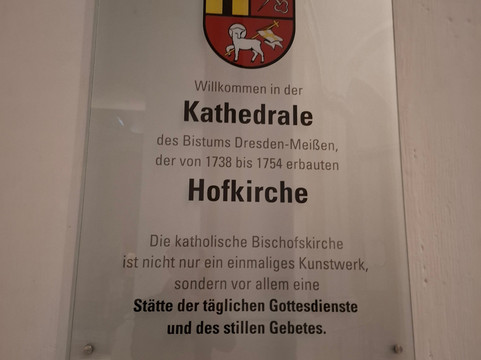 Willkommen in der
Kathedrale
des Bistums Dresden-Meißen,
der von 1738 bis 1754 erbauten
Hofkirche
Die katholische Bischofskirche
ist nicht nur ein einmaliges Kunstwerk,
sondern vor allem eine
Stätte der täglichen Gottesdienste
und des stillen Gebetes.